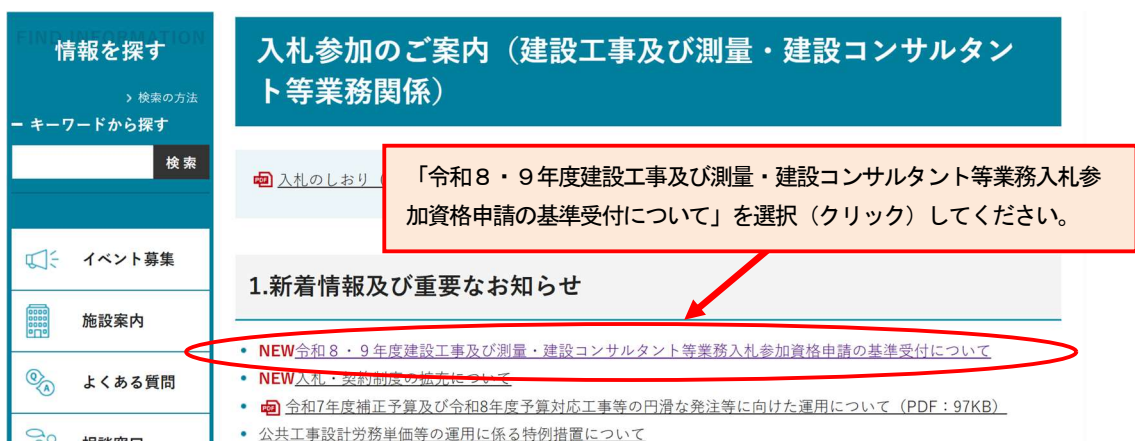 FIND INFORMATION
情報を探す
> 検索の方法
キーワードから探す
検索
イベント募集
施設案内
よくある質問
相談窓口
入札参加のご案内（建設工事及び測量・建設コンサルタン
ト等業務関係）
入札のしおり（
「令和８・９年度建設工事及び測量・建設コンサルタント等業務入札参
加資格申請の基準受付について」を選択（クリック）してください。
1.新着情報及び重要なお知らせ
NEW令和８・９年度建設工事及び測量・建設コンサルタント等業務入札参加資格申請の基準受付について
NEW入札・契約制度の拡充について
PDF 令和7年度補正予算及び令和8年度予算対応工事等の円滑な発注等に向けた運用について（PDF：97KB）
公共工事設計労務単価等の運用に係る特例措置について